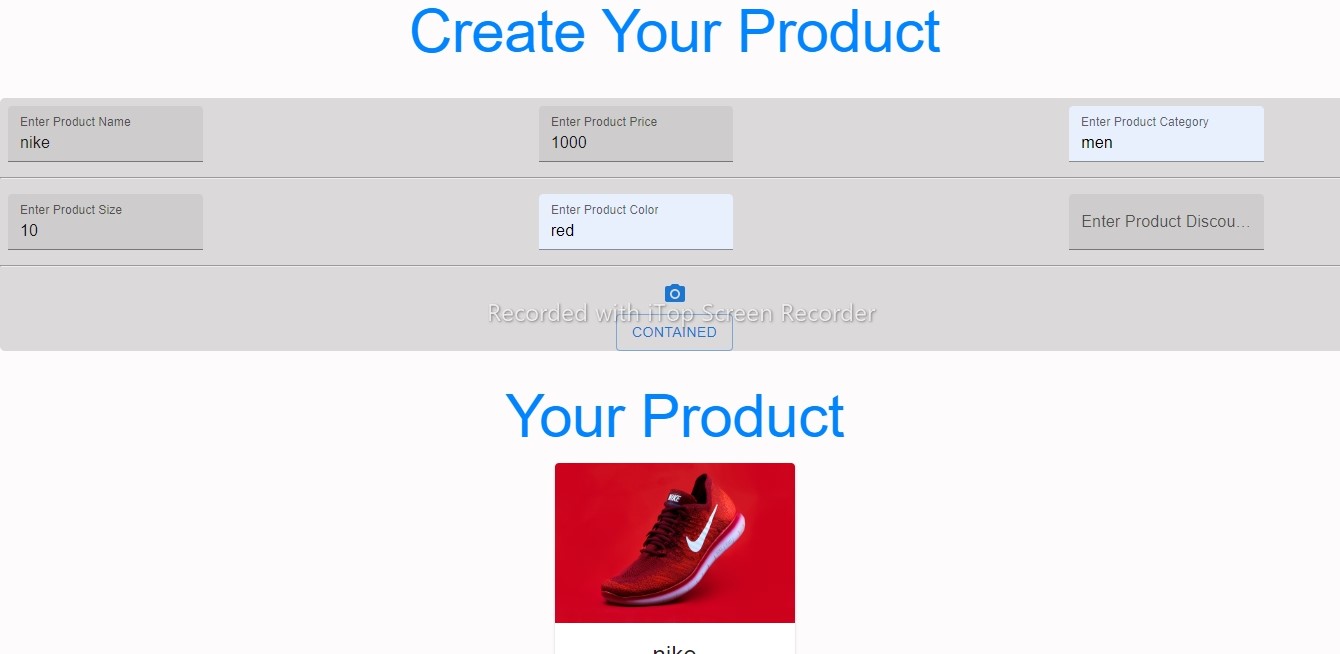 Create Your Product
Enter Product Name
nike
Enter Product Price
1000
Enter Product Category
men
Enter Product Size
10
Enter Product Color
red
Enter Product Discou...
Recorded with iTop Screen Recorder
CONTAINED
Your Product
NIKE
nike